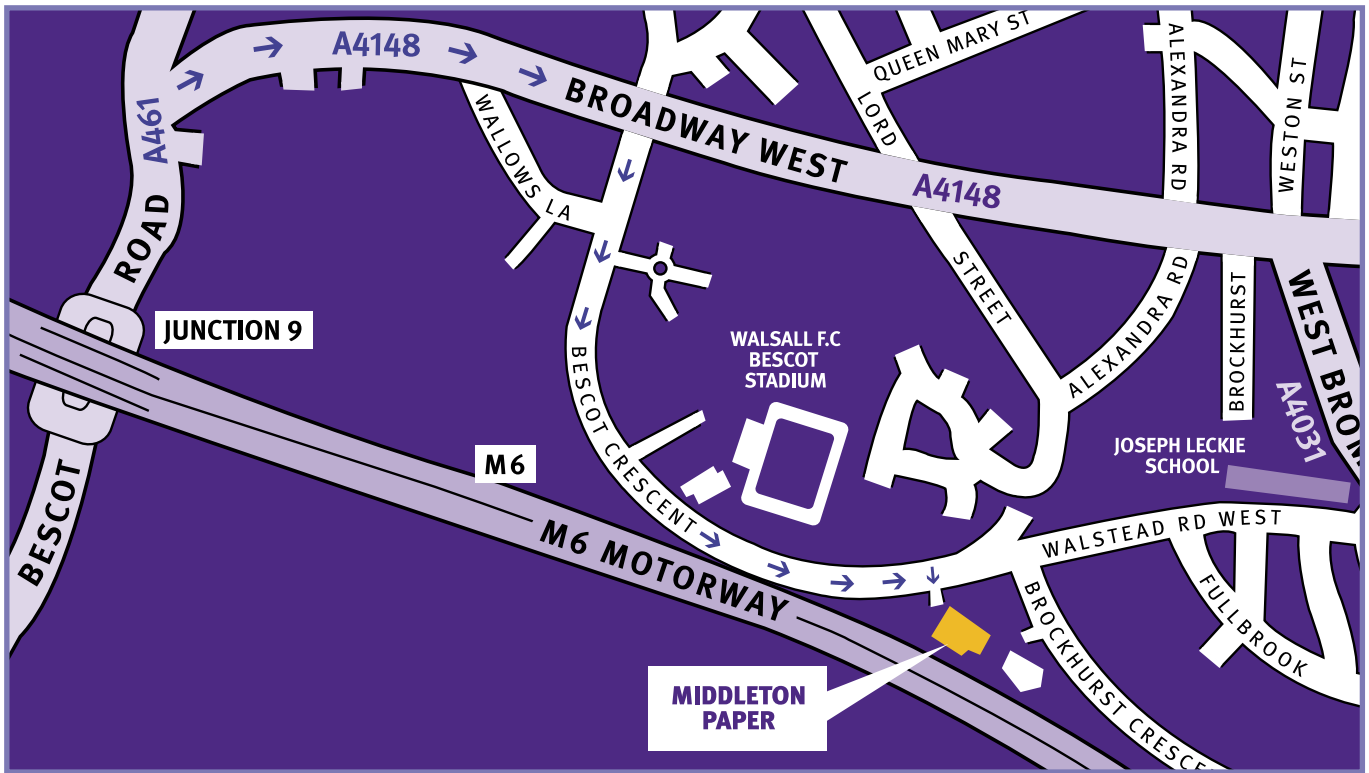 A4148
QUEEN MARY ST
ALEXANDRA RD
WESTON ST
A461
WALLOWS LA
BROADWAY WEST
LORD
STREET
A4148
ROAD
BESCOT
JUNCTION 9
WALSALL F.C
BESCOT
STADIUM
ALEXANDRA RD
BROCKHURST
WEST BROM
A4031
BESCOT CRESCENT
M6
JOSEPH LECKIE
SCHOOL
M6 MOTORWAY
WALSTEAD RD WEST
FULLBROOK
BROCKHURST CRESCE
MIDDLETON
PAPER